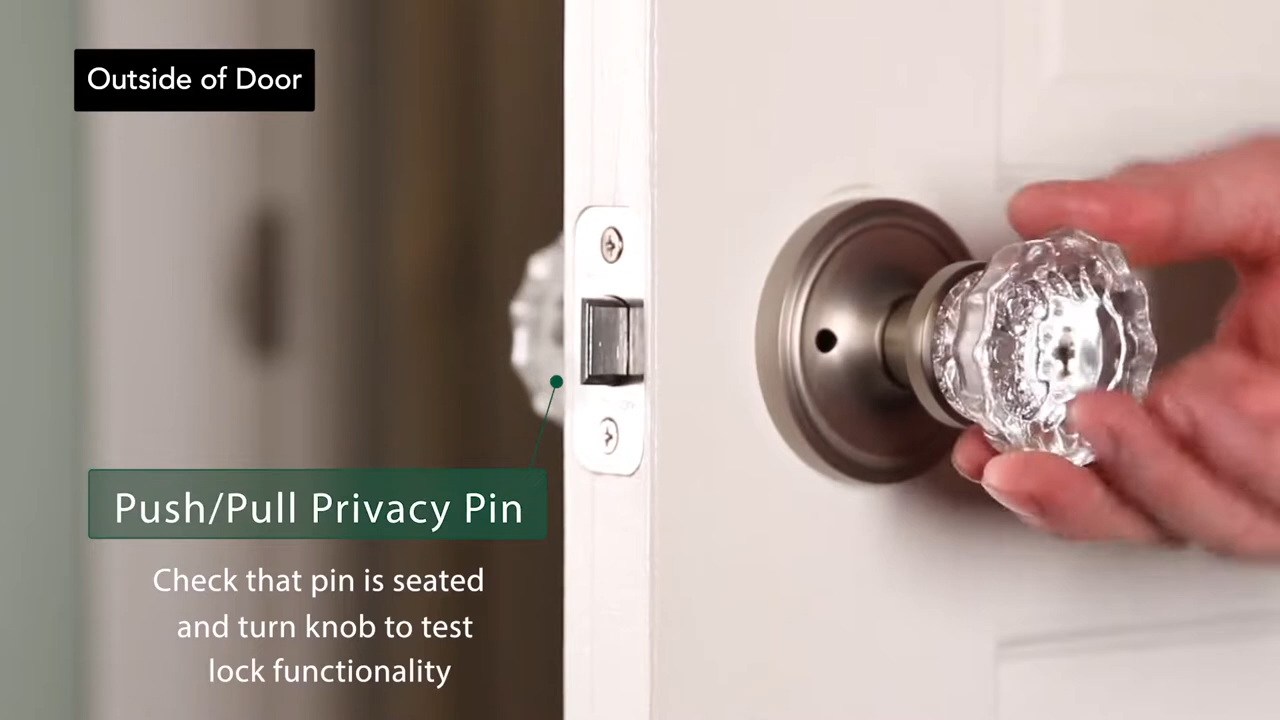 Outside of Door
Push/Pull Privacy Pin
Check that pin is seated
and turn knob to test
lock functionality